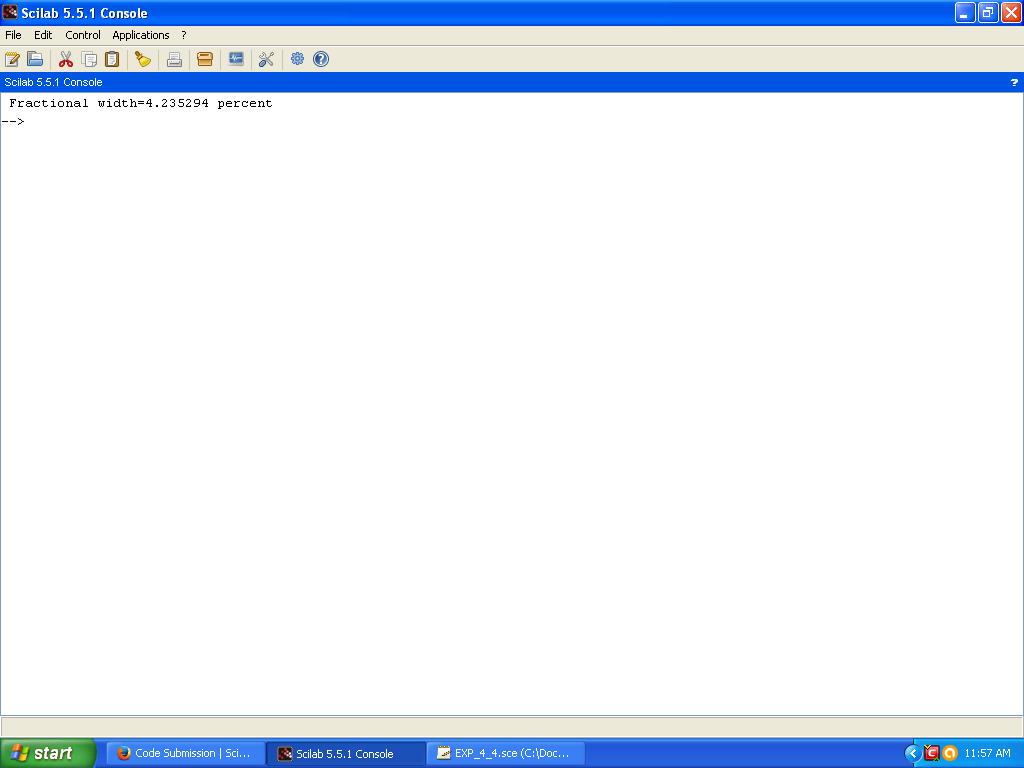 Scilab 5.5.1 Console
File Edit Control Applications ?
Scilab 5.5.1 Console ?
Fractional width=4.235294 percent
-->
start Code Submission | Sci... Scilab 5.5.1 Console EXP_4_4.sce (C:\Doc... 11:57 AM